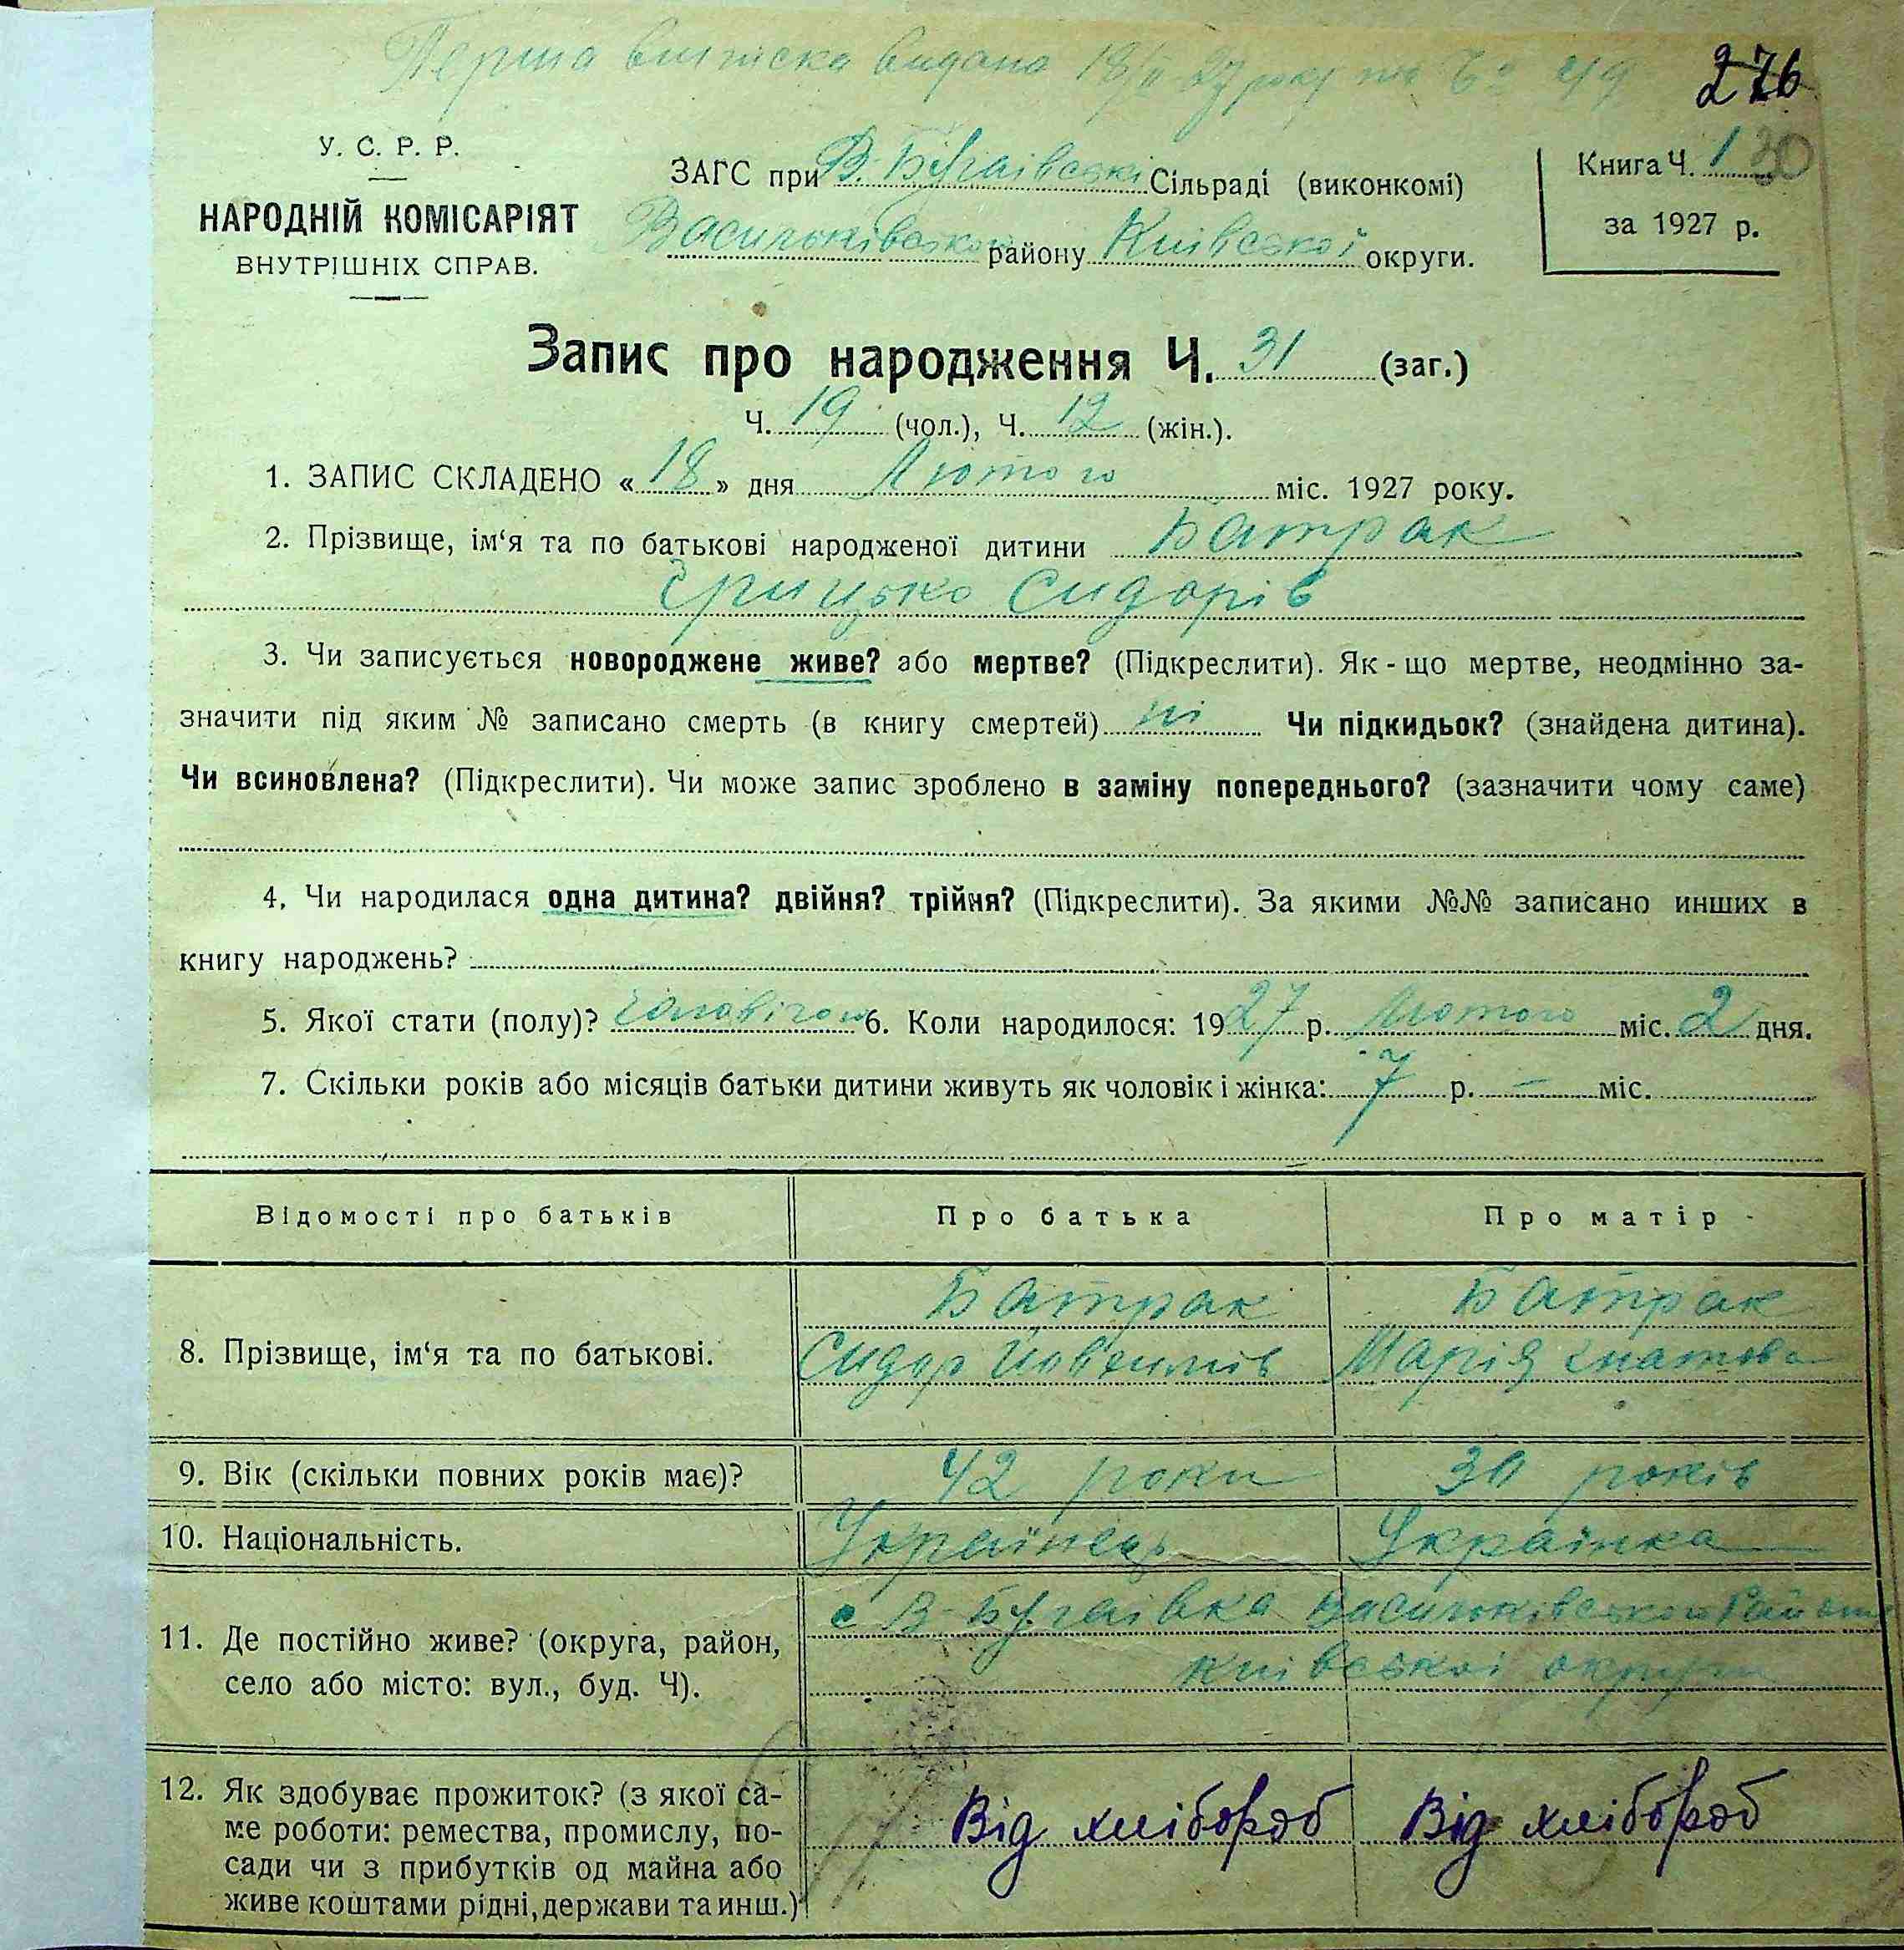 Перша виписка видана 18/II 27 року
276
У. С. Р. Р.
НАРОДНІЙ КОМІСАРІЯТ
ВНУТРІШНІХ СПРАВ.
ЗАГС при В-Бугаївські Сільраді (виконкомі)
Васильківського району Київської округи.
Книга Ч. 1 30
за 1927 р.
Запис про народження Ч. 31 (заг.)
Ч. 19 (чол.), Ч. 12 (жін.).
1. ЗАПИС СКЛАДЕНО «18» дня Лютого міс. 1927 року.
2. Прізвище, ім‘я та по батькові народженої дитини Батрак
Грицько Сидорів
3. Чи записується новороджене живе? або мертве? (Підкреслити). Як-що мертве, неодмінно за-
значити під яким № записано смерть (в книгу смертей) ні Чи підкидьок? (знайдена дитина).
Чи всиновлена? (Підкреслити). Чи може запис зроблено в заміну попереднього? (зазначити чому саме)
4, Чи народилася одна дитина? двійня? трійня? (Підкреслити). За якими №№ записано инших в
книгу народжень?
5. Якої стати (полу)? 6. Коли народилося: 1927 р. Лютого міс. 2 дня.
7. Скільки років або місяців батьки дитини живуть як чоловік і жінка: 7 р. — міс.
Відомості про батьків Про батька Про матір
Батрак Батрак
8. Прізвище, ім‘я та по батькові. Сидор Марія
9. Вік (скільки повних років має)? 42 роки 30 років
10. Національність. Українець Українка
с В-Бугаївка Васильківського Району
11. Де постійно живе? (округа, район,
село або місто: вул., буд. Ч). Київської округи
12. Як здобуває прожиток? (з якої са-
ме роботи: ремества, промислу, по- Від хлібороб Від хлібороб
сади чи з прибутків од майна або
живе коштами рідні, держави та инш.)